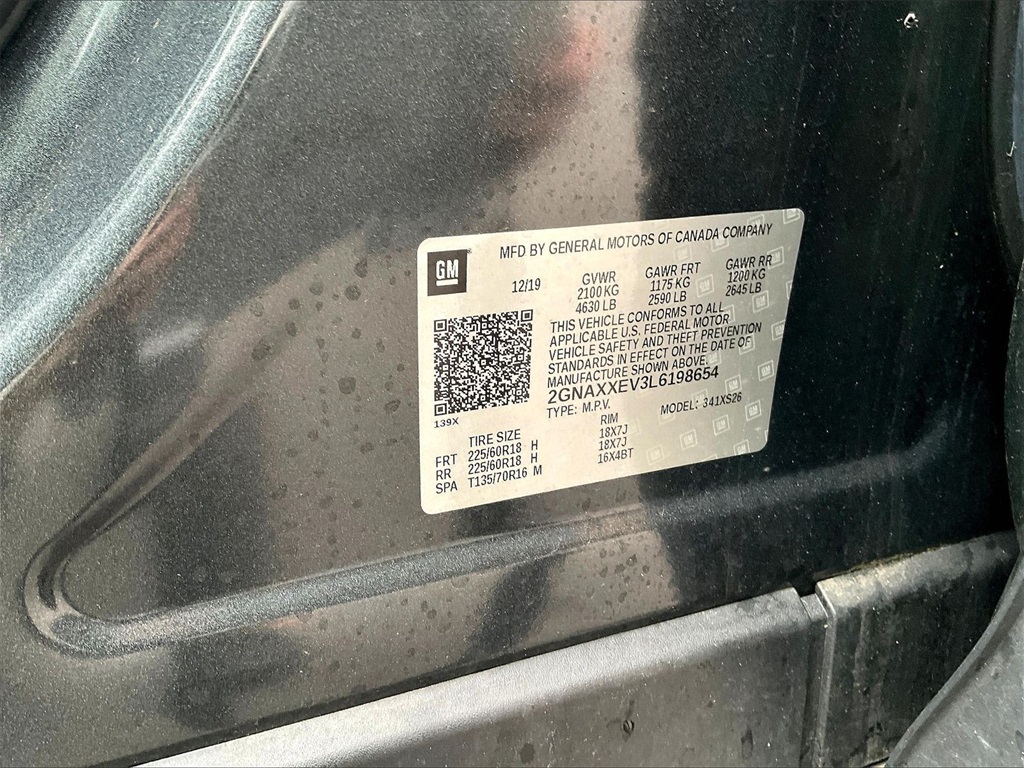 GM
MFD BY GENERAL MOTORS OF CANADA COMPANY
12/19
GVWR GAWR FRT GAWR RR
2100 KG 1175 KG 1200 KG
4630 LB 2590 LB 2645 LB
THIS VEHICLE CONFORMS TO ALL
APPLICABLE U.S. FEDERAL MOTOR
VEHICLE SAFETY AND THEFT PREVENTION
STANDARDS IN EFFECT ON THE DATE OF
MANUFACTURE SHOWN ABOVE.
2GNAXXEV3L6198654
TYPE: M.P.V. MODEL: 341XS26
139X
TIRE SIZE RIM
FRT 225/60R18 H 18X7J
RR 225/60R18 H 18X7J
SPA T135/70R16 M 16X4BT